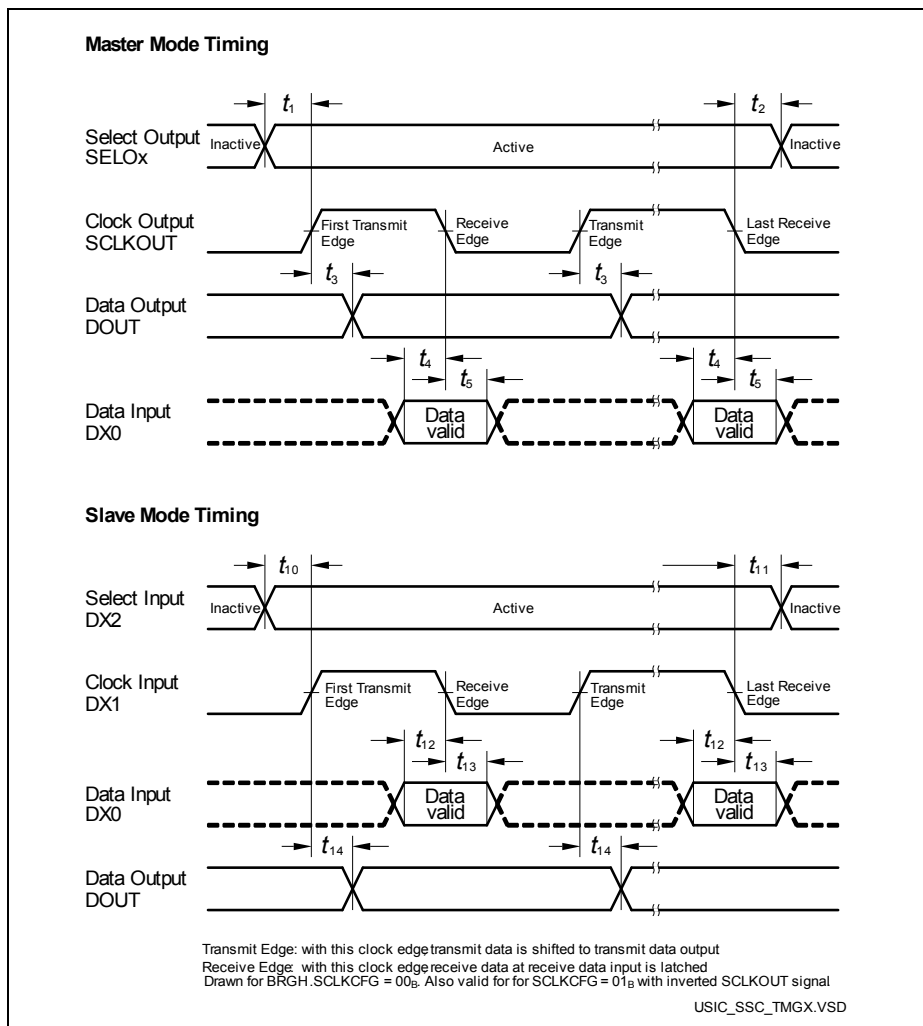 Master Mode Timing
t1 t2
Select Output
SELOx
Inactive Active Inactive
Clock Output
SCLKOUT
First Transmit
Edge
Receive
Edge
Transmit
Edge
Last Receive
Edge
t3 t3
Data Output
DOUT
t4 t5 t4 t5
Data Input
DX0
Data
valid
Data
valid
Slave Mode Timing
t10 t11
Select Input
DX2
Inactive Active Inactive
Clock Input
DX1
First Transmit
Edge
Receive
Edge
Transmit
Edge
Last Receive
Edge
t12 t13 t12 t13
Data Input
DX0
Data
valid
Data
valid
t14 t14
Data Output
DOUT
Transmit Edge: with this clock edge, transmit data is shifted to transmit data output
Receive Edge: with this clock edge, receive data at receive data input is latched
Drawn for BRGH.SCLKCFG = 00B. Also valid for for SCLKCFG = 01B with inverted SCLKOUT signal
USIC_SSC_TMGX.VSD